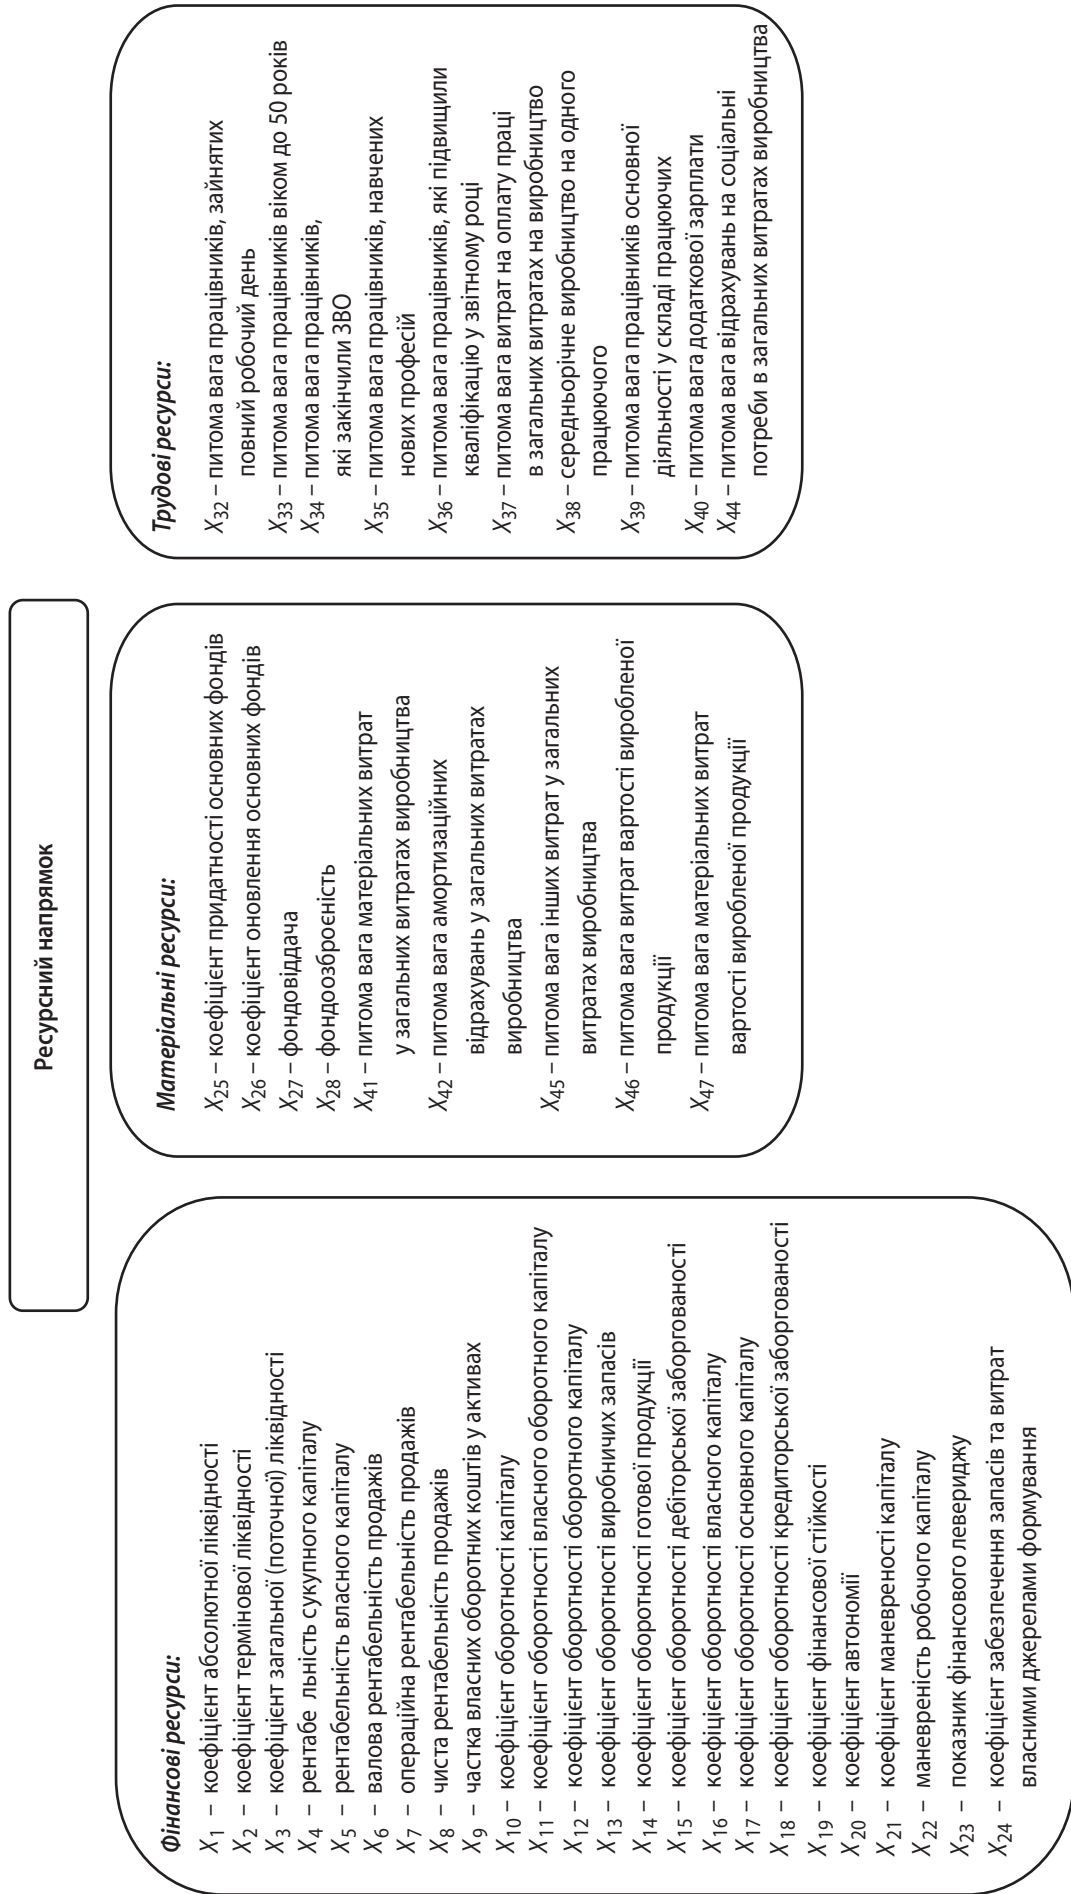 Ресурсний напрямок
Фінансові ресурси:
X1 – коефіцієнт абсолютної ліквідності
X2 – коефіцієнт термінової ліквідності
X3 – коефіцієнт загальної (поточної) ліквідності
X4 – рентабе льність сукупного капіталу
X5 – рентабельність власного капіталу
X6 – валова рентабельність продажів
X7 – операційна рентабельність продажів
X8 – чиста рентабельність продажів
X9 – частка власних оборотних коштів у активах
X10 – коефіцієнт оборотності капіталу
X11 – коефіцієнт оборотності власного оборотного капіталу
X12 – коефіцієнт оборотності оборотного капіталу
X13 – коефіцієнт оборотності виробничих запасів
X14 – коефіцієнт оборотності готової продукції
X15 – коефіцієнт оборотності дебіторської заборгованості
X16 – коефіцієнт оборотності власного капіталу
X17 – коефіцієнт оборотності основного капіталу
X18 – коефіцієнт оборотності кредиторської заборгованості
X19 – коефіцієнт фінансової стійкості
X20 – коефіцієнт автономії
X21 – коефіцієнт маневреності капіталу
X22 – маневреність робочого капіталу
X23 – показник фінансового левериджу
X24 – коефіцієнт забезпечення запасів та витрат
власними джерелами формування
Матеріальні ресурси:
X25 – коефіцієнт придатності основних фондів
X26 – коефіцієнт оновлення основних фондів
X27 – фондовіддача
X28 – фондоозброєність
X41 – питома вага матеріальних витрат
у загальних витратах виробництва
X42 – питома вага амортизаційних
відрахувань у загальних витратах
виробництва
X45 – питома вага інших витрат у загальних
витратах виробництва
X46 – питома вага витрат вартості виробленої
продукції
X47 – питома вага матеріальних витрат
вартості виробленої продукції
Трудові ресурси:
X32 – питома вага працівників, зайнятих
повний робочий день
X33 – питома вага працівників віком до 50 років
X34 – питома вага працівників,
які закінчили ЗВО
X35 – питома вага працівників, навчених
нових професій
X36 – питома вага працівників, які підвищили
кваліфікацію у звітному році
X37 – питома вага витрат на оплату праці
в загальних витратах на виробництво
X38 – середньорічне виробництво на одного
працюючого
X39 – питома вага працівників основної
діяльності у складі працюючих
X40 – питома вага додаткової зарплати
X44 – питома вага відрахувань на соціальні
потреби в загальних витратах виробництва